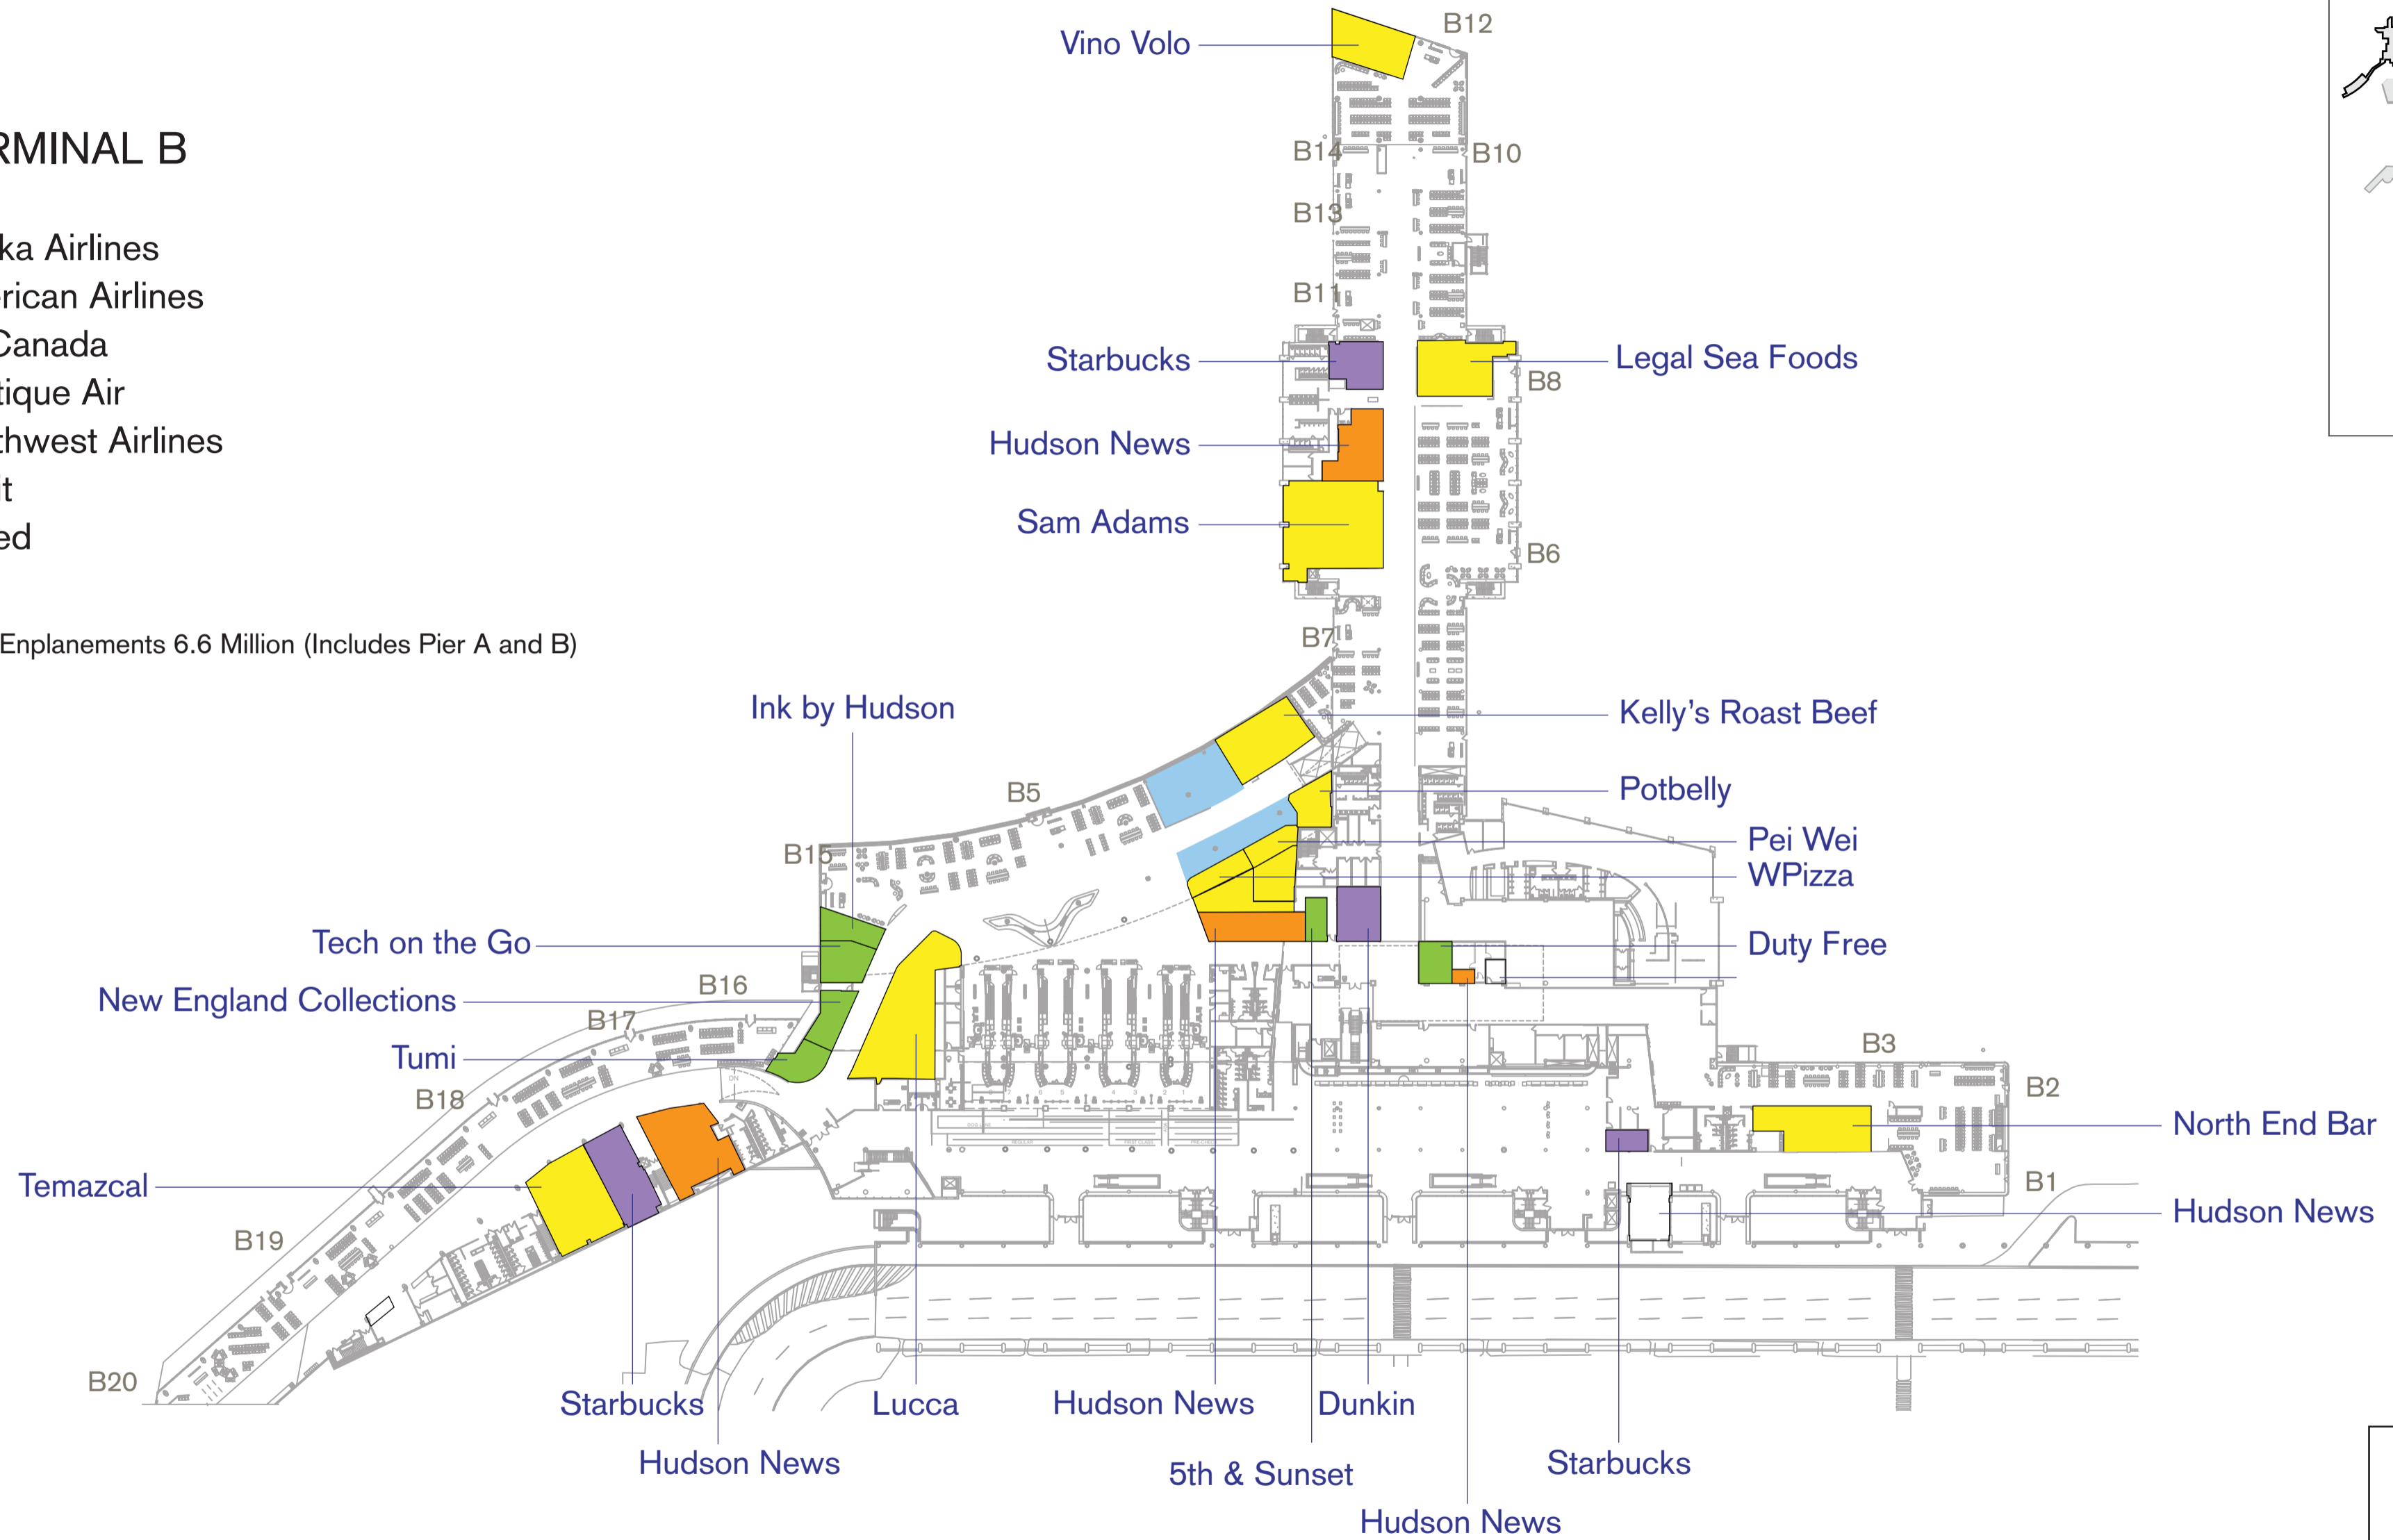 RMINAL B
ka Airlines
rican Airlines
Canada
tique Air
thwest Airlines
it
ed
Enplanements 6.6 Million (Includes Pier A and B)
Vino Volo
B12
B14
B10
B13
B11
Starbucks
Legal Sea Foods
B8
Hudson News
Sam Adams
B6
B7
Ink by Hudson
Kelly's Roast Beef
B5
Potbelly
B15
Pei Wei
WPizza
Tech on the Go
Duty Free
B16
New England Collections
B17
Tumi
B3
B18
B2
DN
North End Bar
Temazcal
B1
Hudson News
B19
B20
Starbucks
Lucca
Hudson News
Dunkin
Hudson News
5th & Sunset
Starbucks
Hudson News